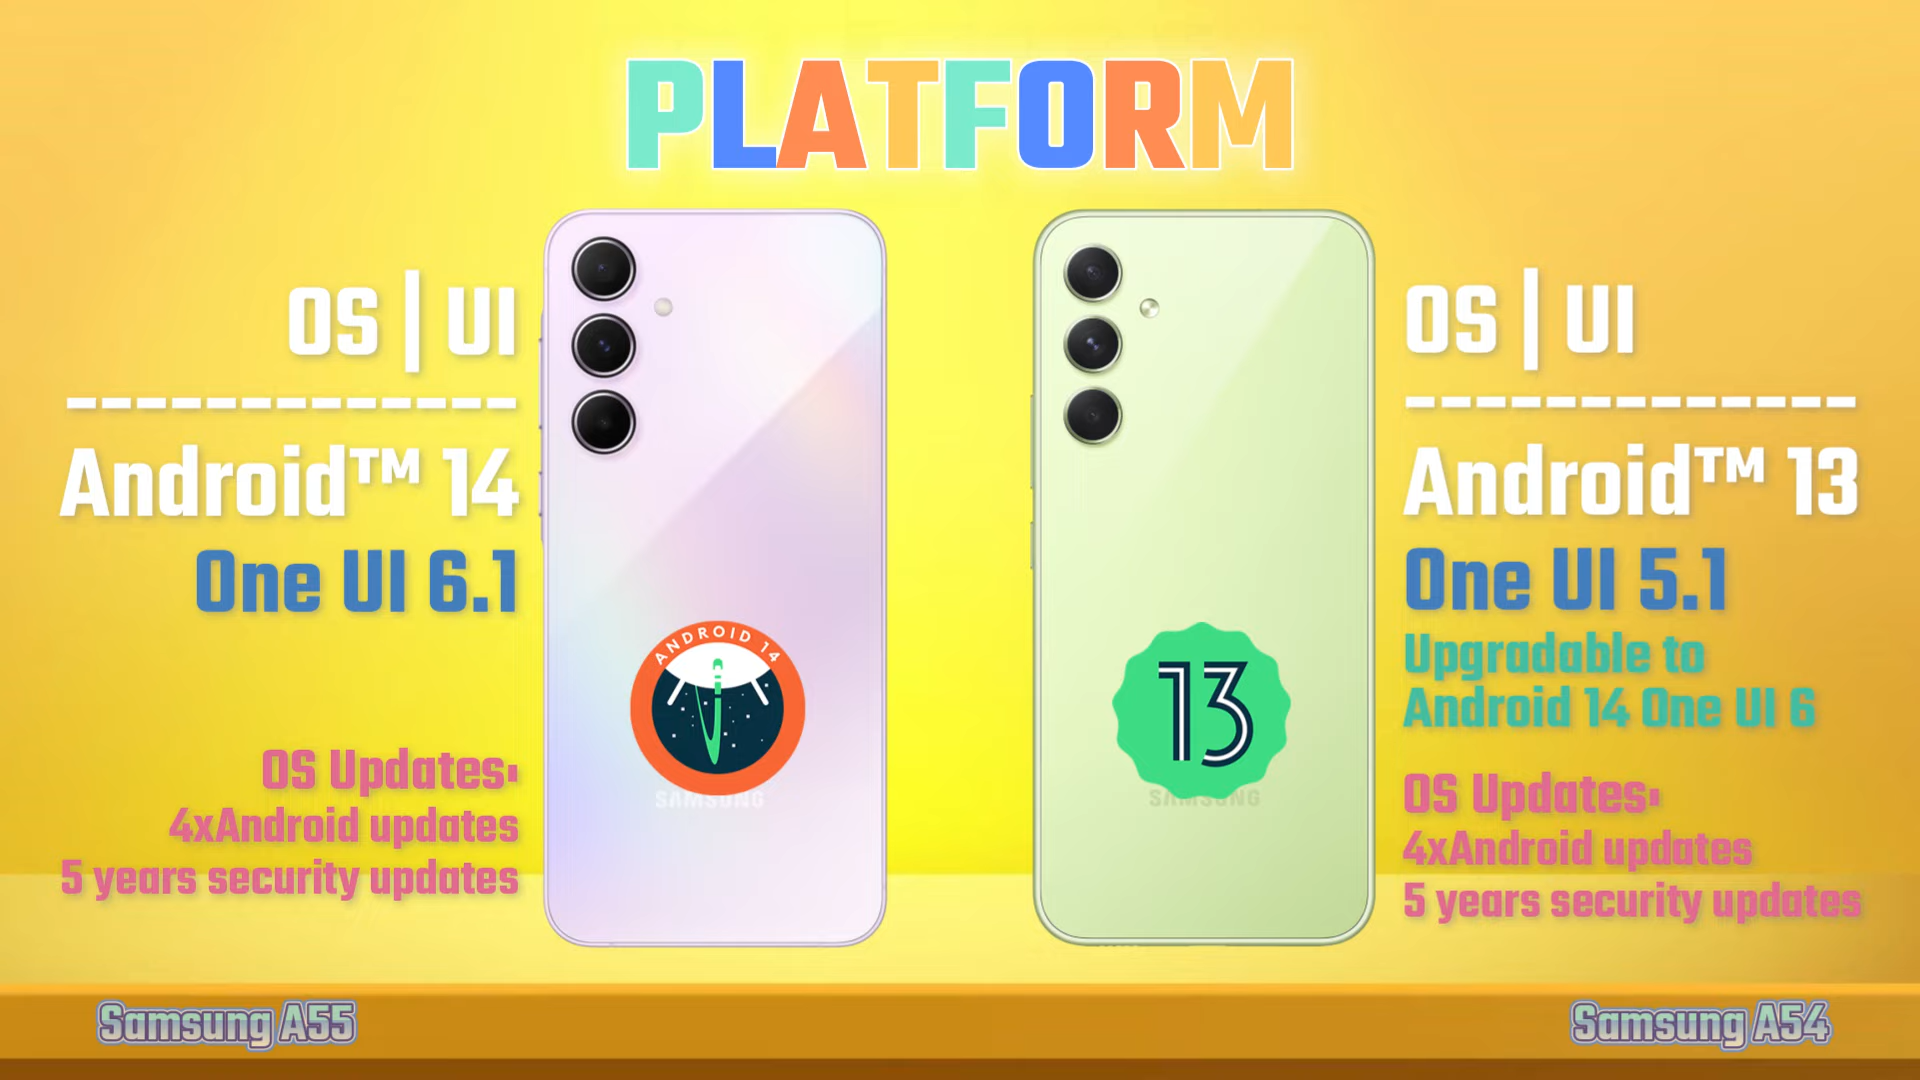 PLATFORM
OS | UI
Android™ 14
One UI 6.1
OS Updates:
4xAndroid updates
5 years security updates
ANDROID 14
SAMSUNG
13
SAMSUNG
OS | UI
Android™ 13
One UI 5.1
Upgradable to
Android 14 One UI 6
OS Updates:
4xAndroid updates
5 years security updates
Samsung A55
Samsung A54